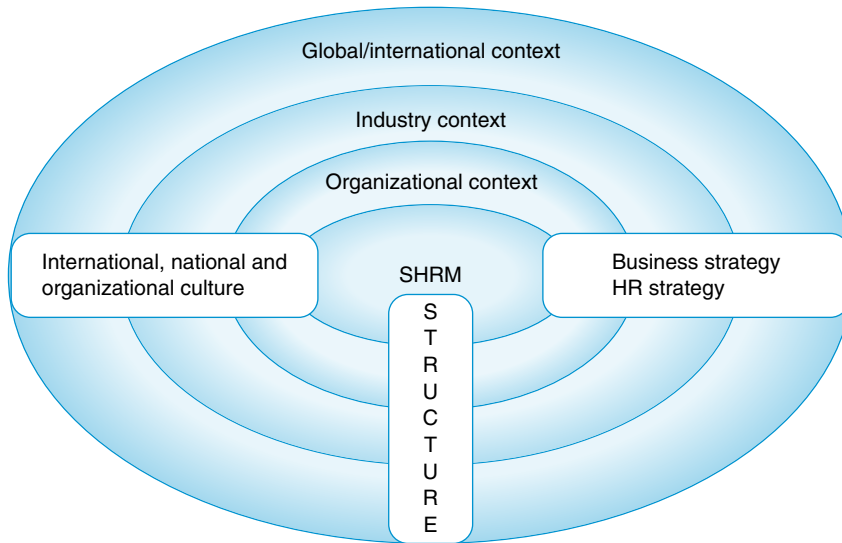 Global/international context
Industry context
Organizational context
International, national and
organizational culture
SHRM
Business strategy
HR strategy
S
T
R
U
C
T
U
R
E